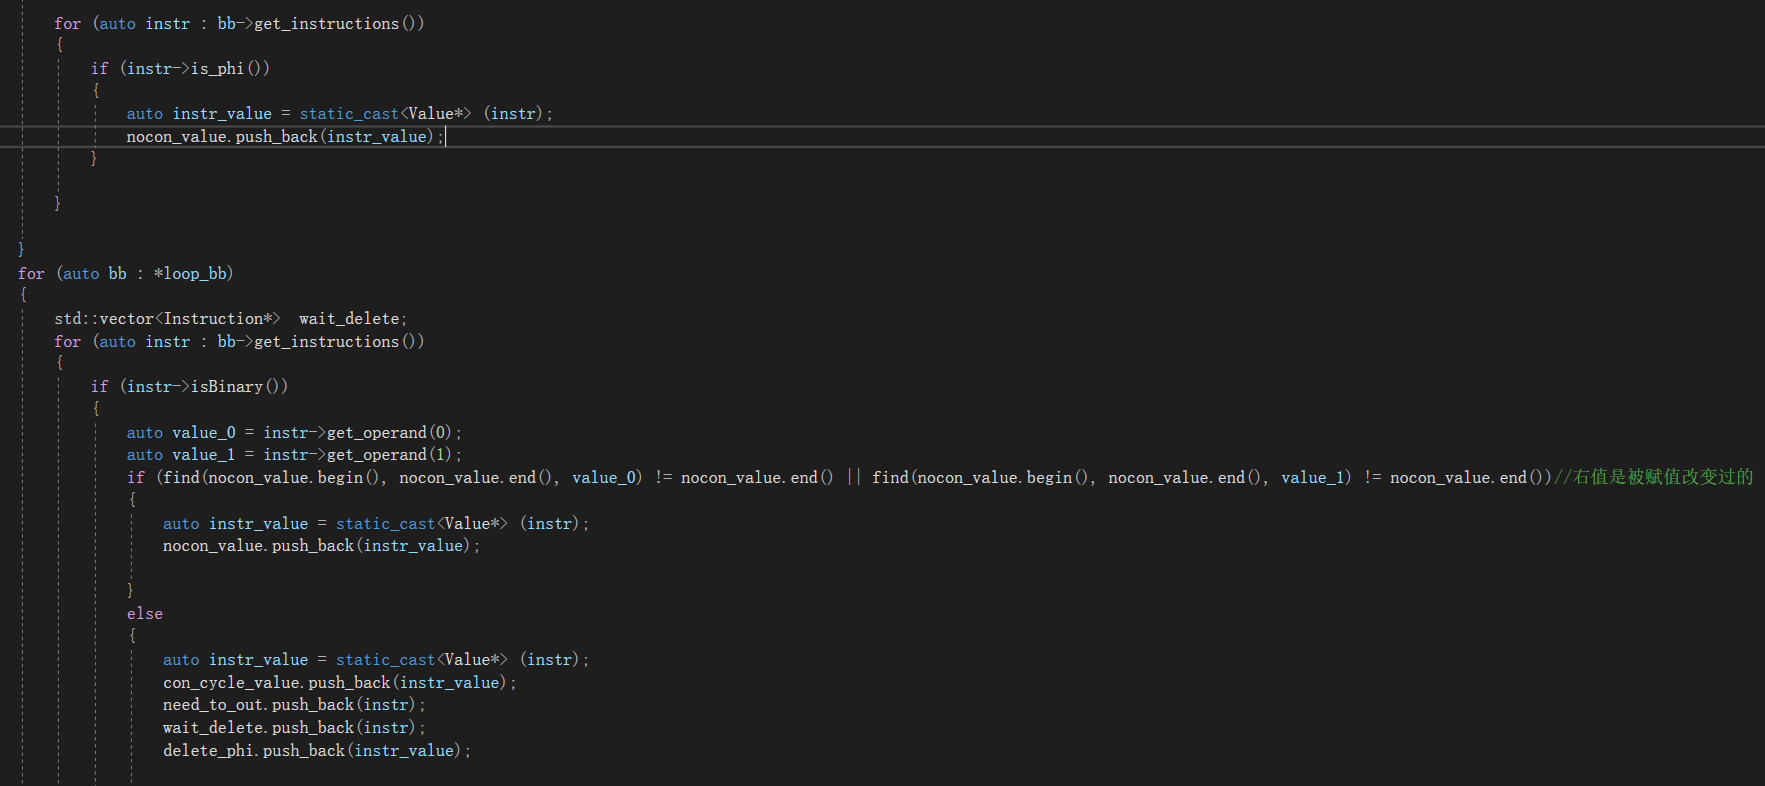 for (auto instr : bb->get_instructions())
{
if (instr->is_phi())
{
auto instr_value = static_cast<Value*> (instr);
nocon_value.push_back(instr_value);
}
}
}
for (auto bb : *loop_bb)
{
std::vector<Instruction*>  wait_delete;
for (auto instr : bb->get_instructions())
{
if (instr->isBinary())
{
auto value_0 = instr->get_operand(0);
auto value_1 = instr->get_operand(1);
if (find(nocon_value.begin(), nocon_value.end(), value_0) != nocon_value.end() || find(nocon_value.begin(), nocon_value.end(), value_1) != nocon_value.end())//右值是被赋值改变过的
{
auto instr_value = static_cast<Value*> (instr);
nocon_value.push_back(instr_value);
}
else
{
auto instr_value = static_cast<Value*> (instr);
con_cycle_value.push_back(instr_value);
need_to_out.push_back(instr);
wait_delete.push_back(instr);
delete_phi.push_back(instr_value);